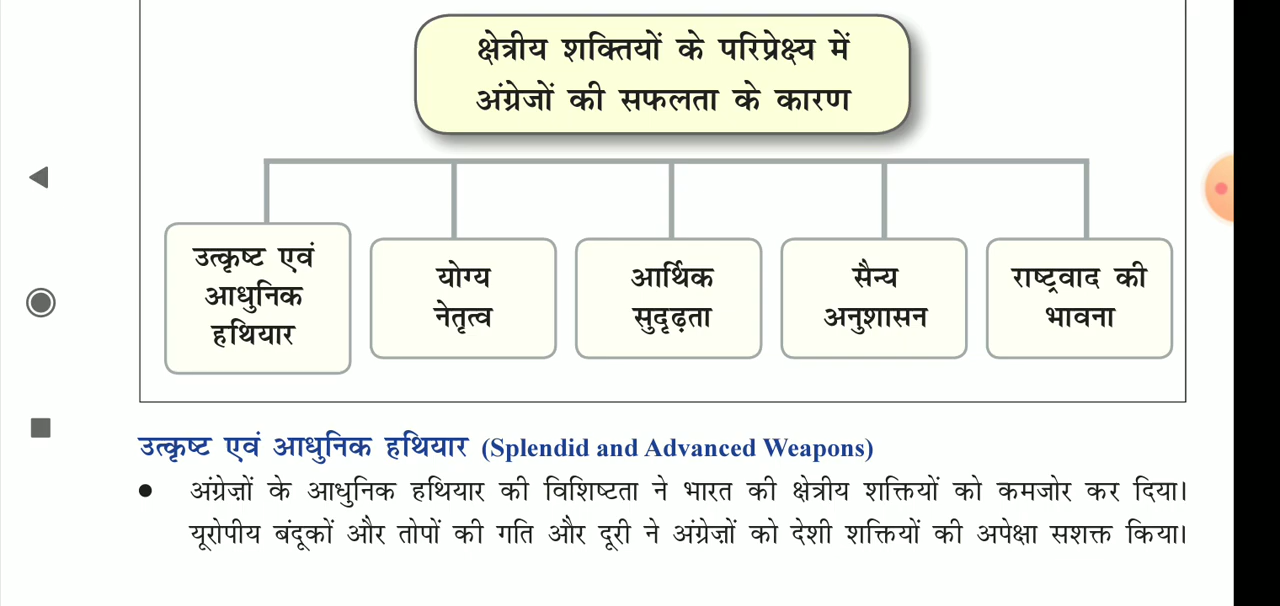 क्षेत्रीय शक्तियों के परिप्रेक्ष्य में
अंग्रेजों की सफलता के कारण
उत्कृष्ट एवं
आधुनिक
हथियार
योग्य
नेतृत्व
आर्थिक
सुदृढ़ता
सैन्य
अनुशासन
राष्ट्रवाद की
भावना
उत्कृष्ट एवं आधुनिक हथियार (Splendid and Advanced Weapons)
● अंग्रेज़ों के आधुनिक हथियार की विशिष्टता ने भारत की क्षेत्रीय शक्तियों को कमजोर कर दिया।
यूरोपीय बंदूकों और तोपों की गति और दूरी ने अंग्रेज़ों को देशी शक्तियों की अपेक्षा सशक्त किया।